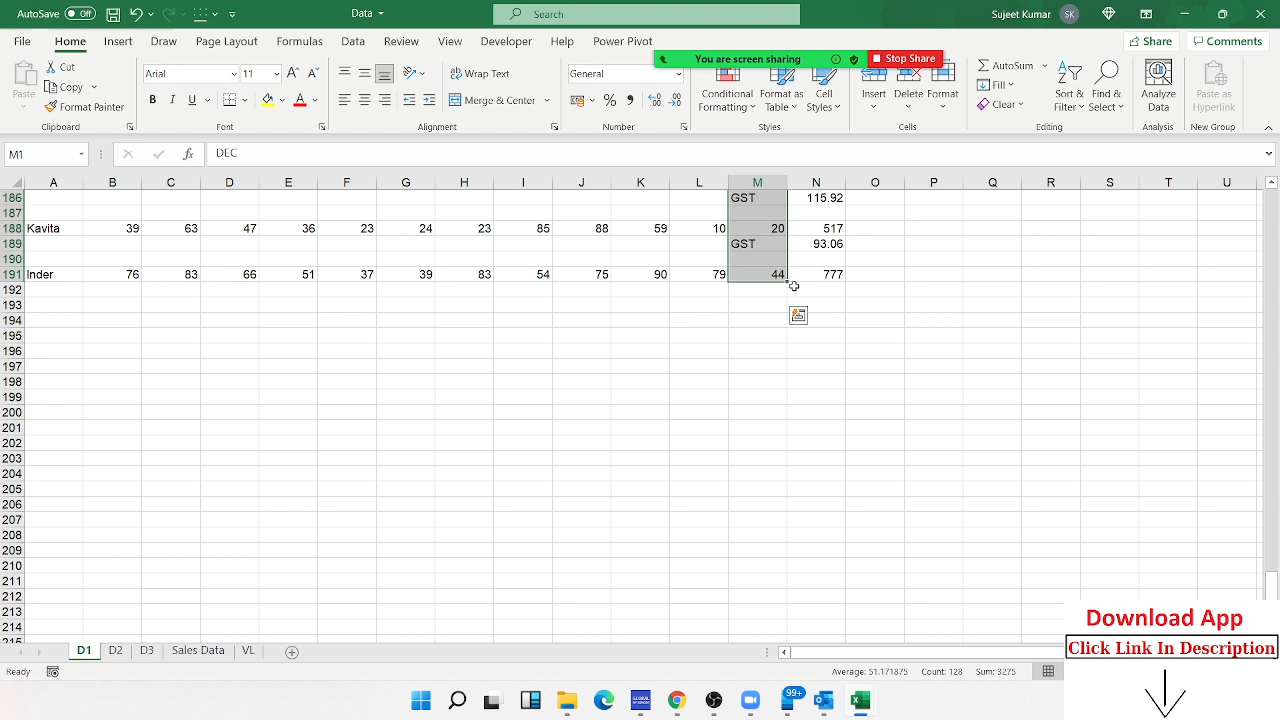 AutoSave Off Data Search Sujeet Kumar SK
File Home Insert Draw Page Layout Formulas Data Review View Developer Help Power Pivot Share Comments
You are screen sharing Stop Share
Paste Cut Copy Format Painter
Arial 11 A A B I U A
Wrap Text Merge & Center
General % ,
Conditional Formatting Format as Table Cell Styles
Insert Delete Format
AutoSum Fill Clear Sort & Filter Find & Select
Analyze Data Paste as Hyperlink
Clipboard Font Alignment Number Styles Cells Editing Analysis New Group
M1 fx DEC
A B C D E F G H I J K L M N O P Q R S T U
186 GST 115.92
187
188 Kavita 39 63 47 36 23 24 23 85 88 59 10 20 517
189 GST 93.06
190
191 Inder 76 83 66 51 37 39 83 54 75 90 79 44 777
192
193
194
195
196
197
198
199
200
201
202
203
204
205
206
207
208
209
210
211
212
213
214
215
Download App
Click Link In Description
D1 D2 D3 Sales Data VL
Ready Average: 51.171875 Count: 128 Sum: 3275
99+